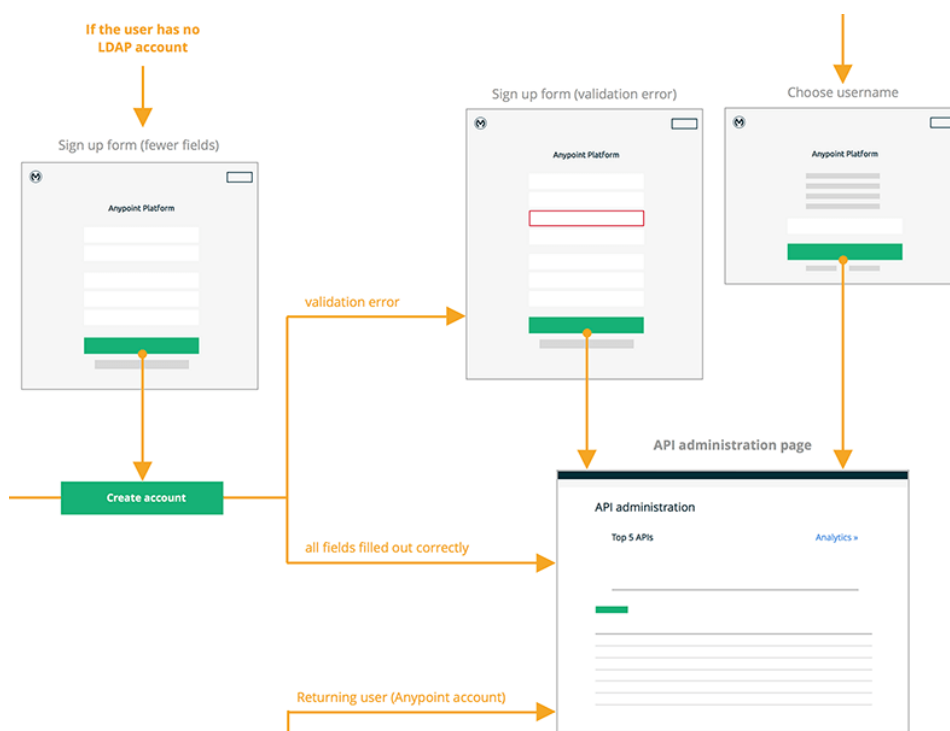 If the user has no
LDAP account
Sign up form (fewer fields)
M
Anypoint Platform
Create account
validation error
all fields filled out correctly
Returning user (Anypoint account)
Sign up form (validation error)
M
Anypoint Platform
Choose username
M
Anypoint Platform
API administration page
API administration
Top 5 APIs
Analytics »